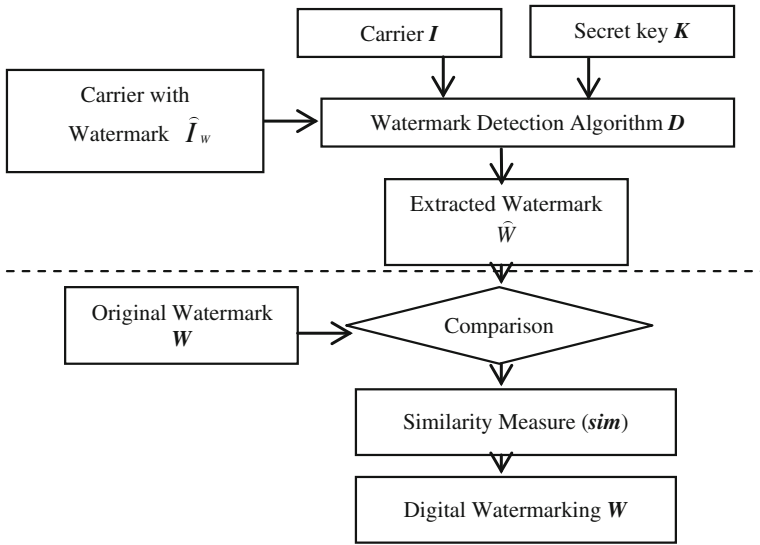 Carrier I
Secret key K
Carrier with
Watermark Î_w
Watermark Detection Algorithm D
Extracted Watermark
Ŵ
Original Watermark
W
Comparison
Similarity Measure (sim)
Digital Watermarking W